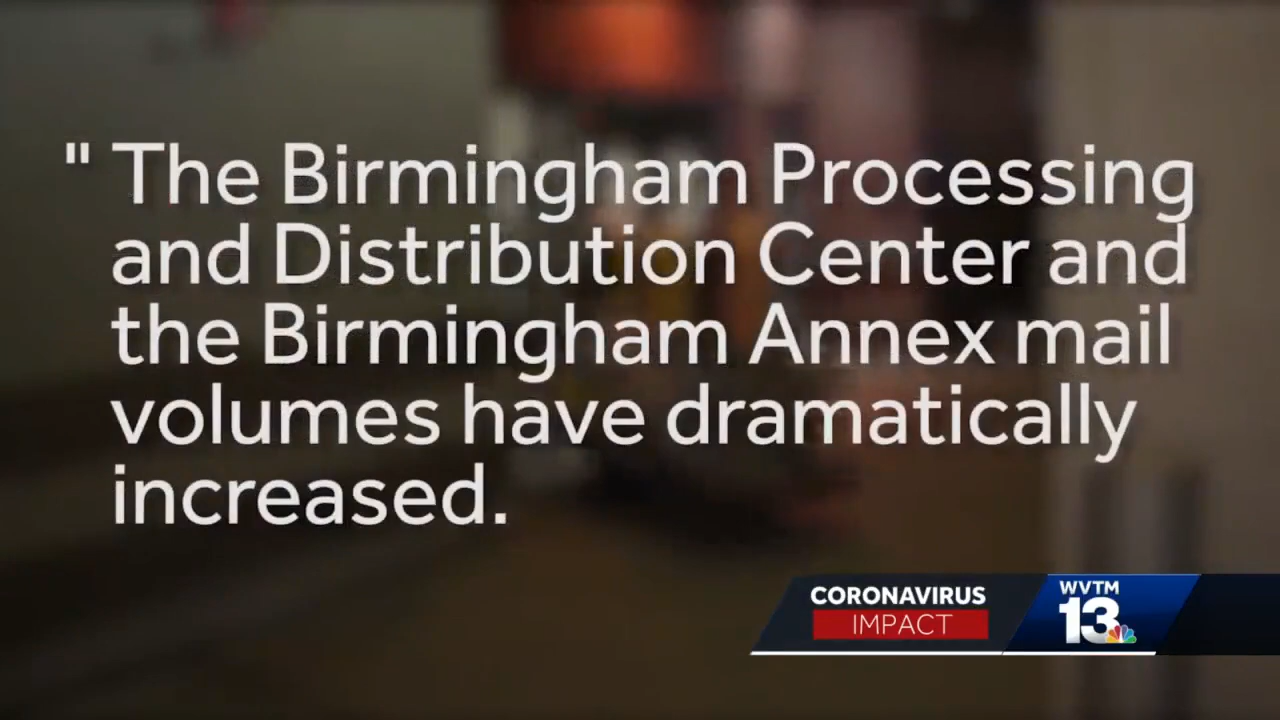 " The Birmingham Processing
and Distribution Center and
the Birmingham Annex mail
volumes have dramatically
increased.
CORONAVIRUS
IMPACT
WVTM
13